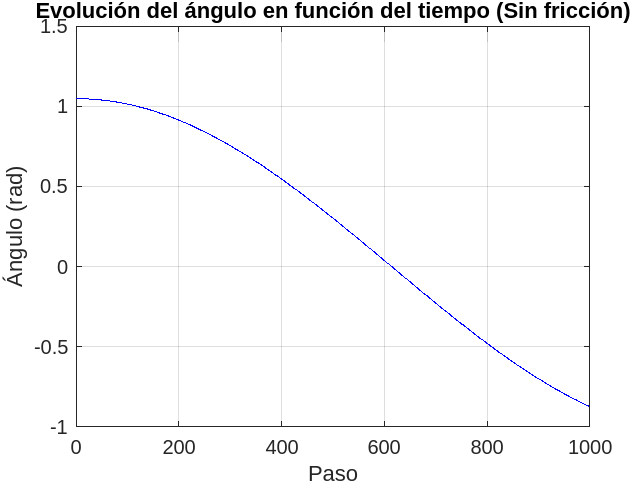 Evolución del ángulo en función del tiempo (Sin fricción)
1.5
1
0.5
0
-0.5
-1
Ángulo (rad)
0 200 400 600 800 1000
Paso